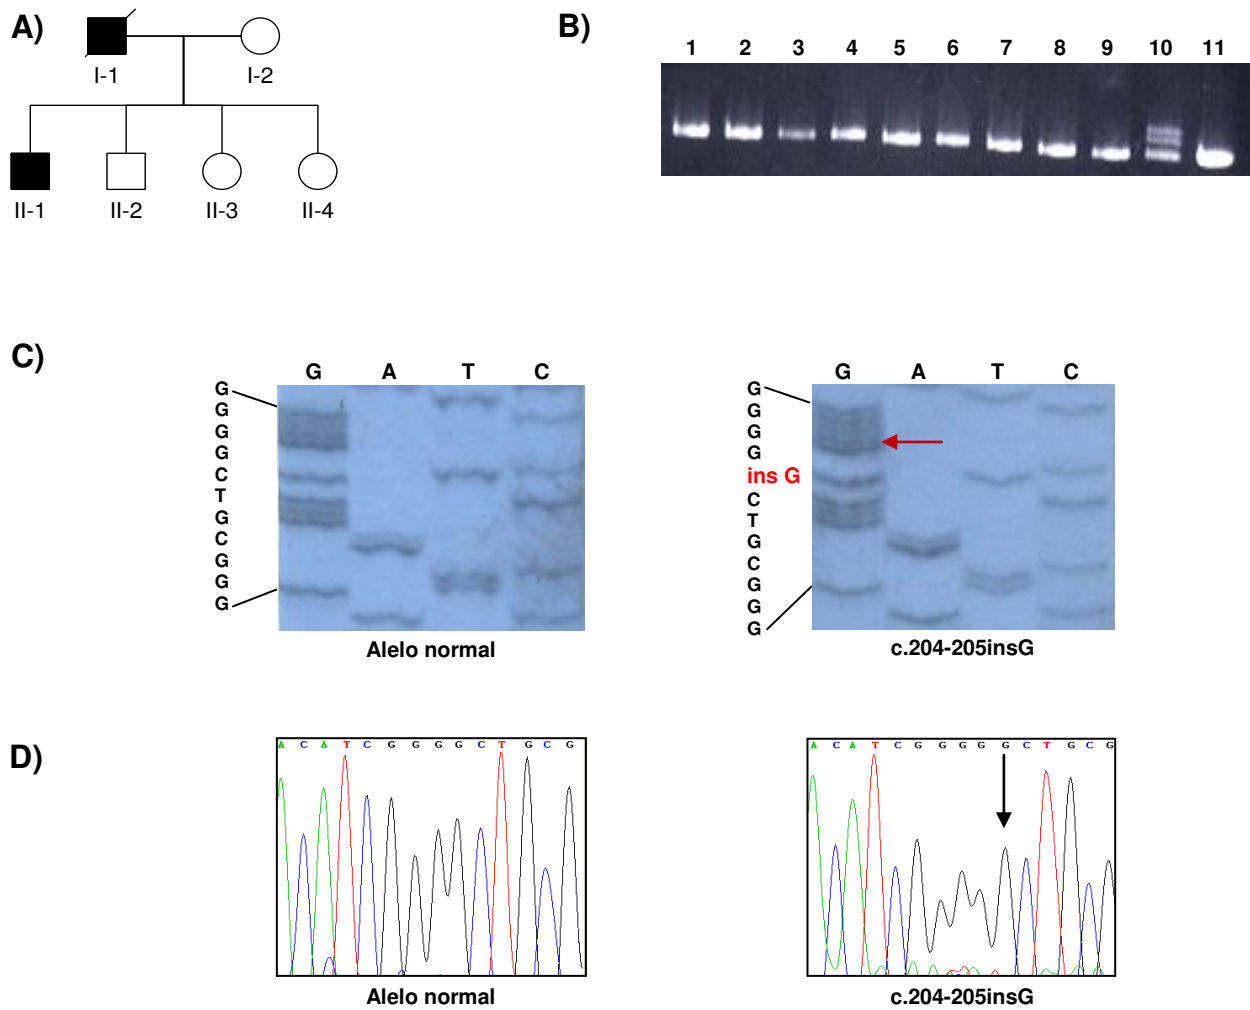 A)
I-1
I-2
II-1
II-2
II-3
II-4
B)
1 2 3 4 5 6 7 8 9 10 11
C)
G A T C
G
G
G
G
C
T
G
C
G
G
G
Alelo normal
G A T C
G
G
G
G
ins G
C
T
G
C
G
G
G
c.204-205insG
D)
A C A T C G G G G C T G C G
Alelo normal
A C A T C G G G G G C T G C G
c.204-205insG